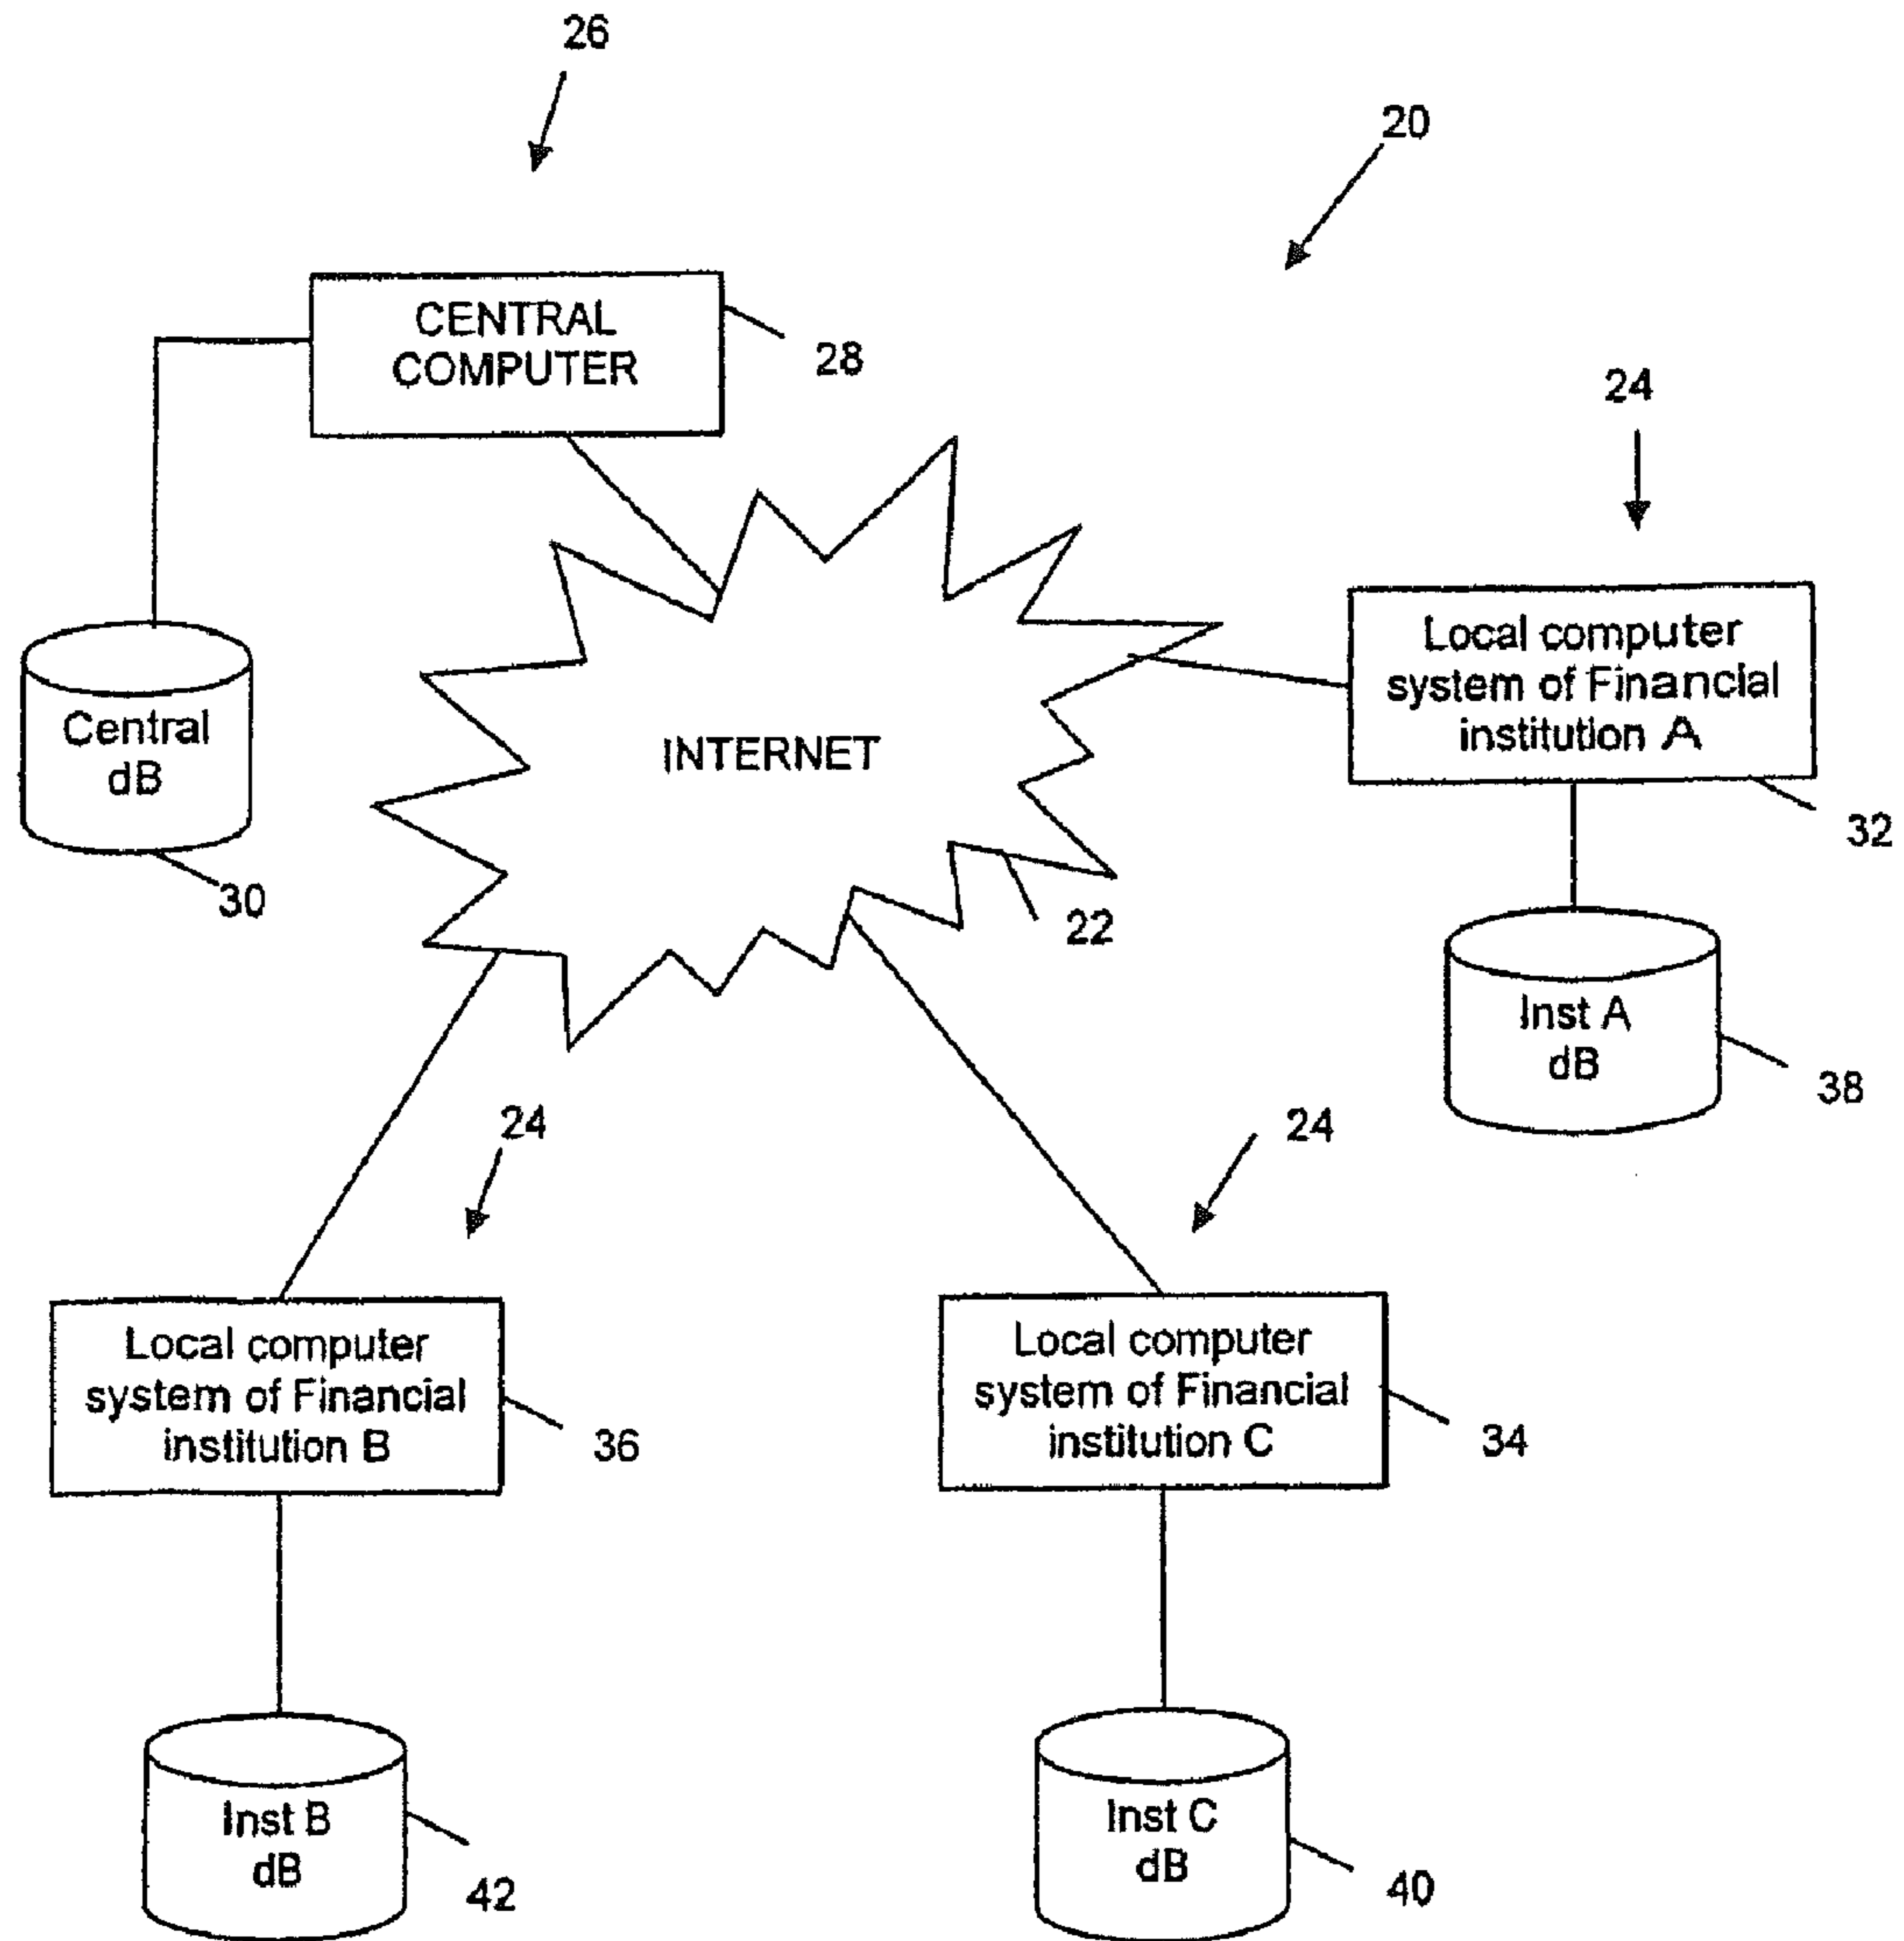 26
20
CENTRAL
COMPUTER
28
24
Local computer
system of Financial
institution A
32
Central
dB
30
INTERNET
22
Inst A
dB
38
24
24
Local computer
system of Financial
institution B
36
Local computer
system of Financial
institution C
34
Inst B
dB
42
Inst C
dB
40